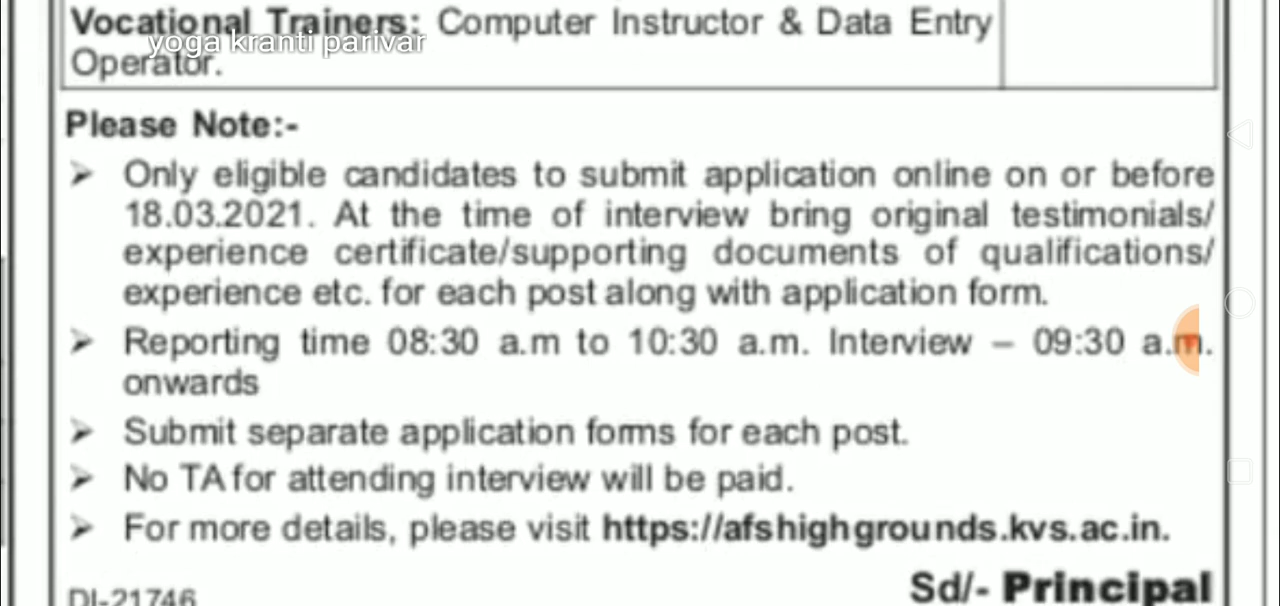 Vocational Trainers: Computer Instructor & Data Entry
yoga kranti parivar
Operator.
Please Note:-
➢ Only eligible candidates to submit application online on or before
18.03.2021. At the time of interview bring original testimonials/
experience certificate/supporting documents of qualifications/
experience etc. for each post along with application form.
➢ Reporting time 08:30 a.m to 10:30 a.m. Interview – 09:30 a.m.
onwards
➢ Submit separate application forms for each post.
➢ No TA for attending interview will be paid.
➢ For more details, please visit https://afshighgrounds.kvs.ac.in.
Sd/- Principal
DI-21746